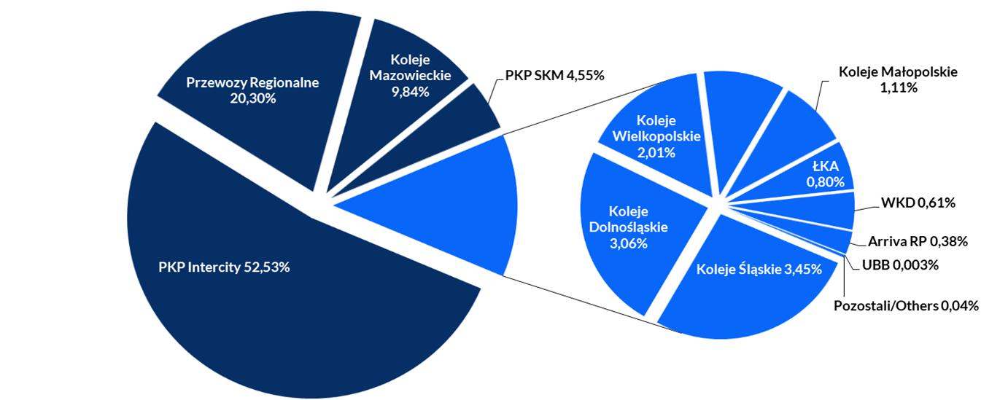 Przewozy Regionalne
20,30%
Koleje
Mazowieckie
9,84%
PKP SKM 4,55%
PKP Intercity 52,53%
Koleje
Wielkopolskie
2,01%
Koleje Małopolskie
1,11%
ŁKA
0,80%
WKD 0,61%
Arriva RP 0,38%
UBB 0,003%
Pozostali/Others 0,04%
Koleje
Dolnośląskie
3,06%
Koleje Śląskie 3,45%